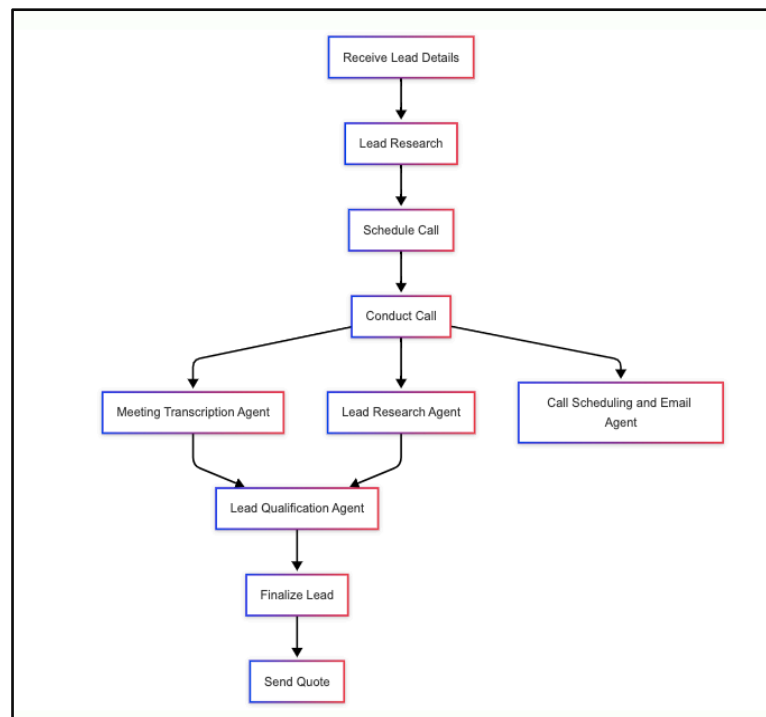 Receive Lead Details
Lead Research
Schedule Call
Conduct Call
Meeting Transcription Agent
Lead Research Agent
Call Scheduling and Email
Agent
Lead Qualification Agent
Finalize Lead
Send Quote